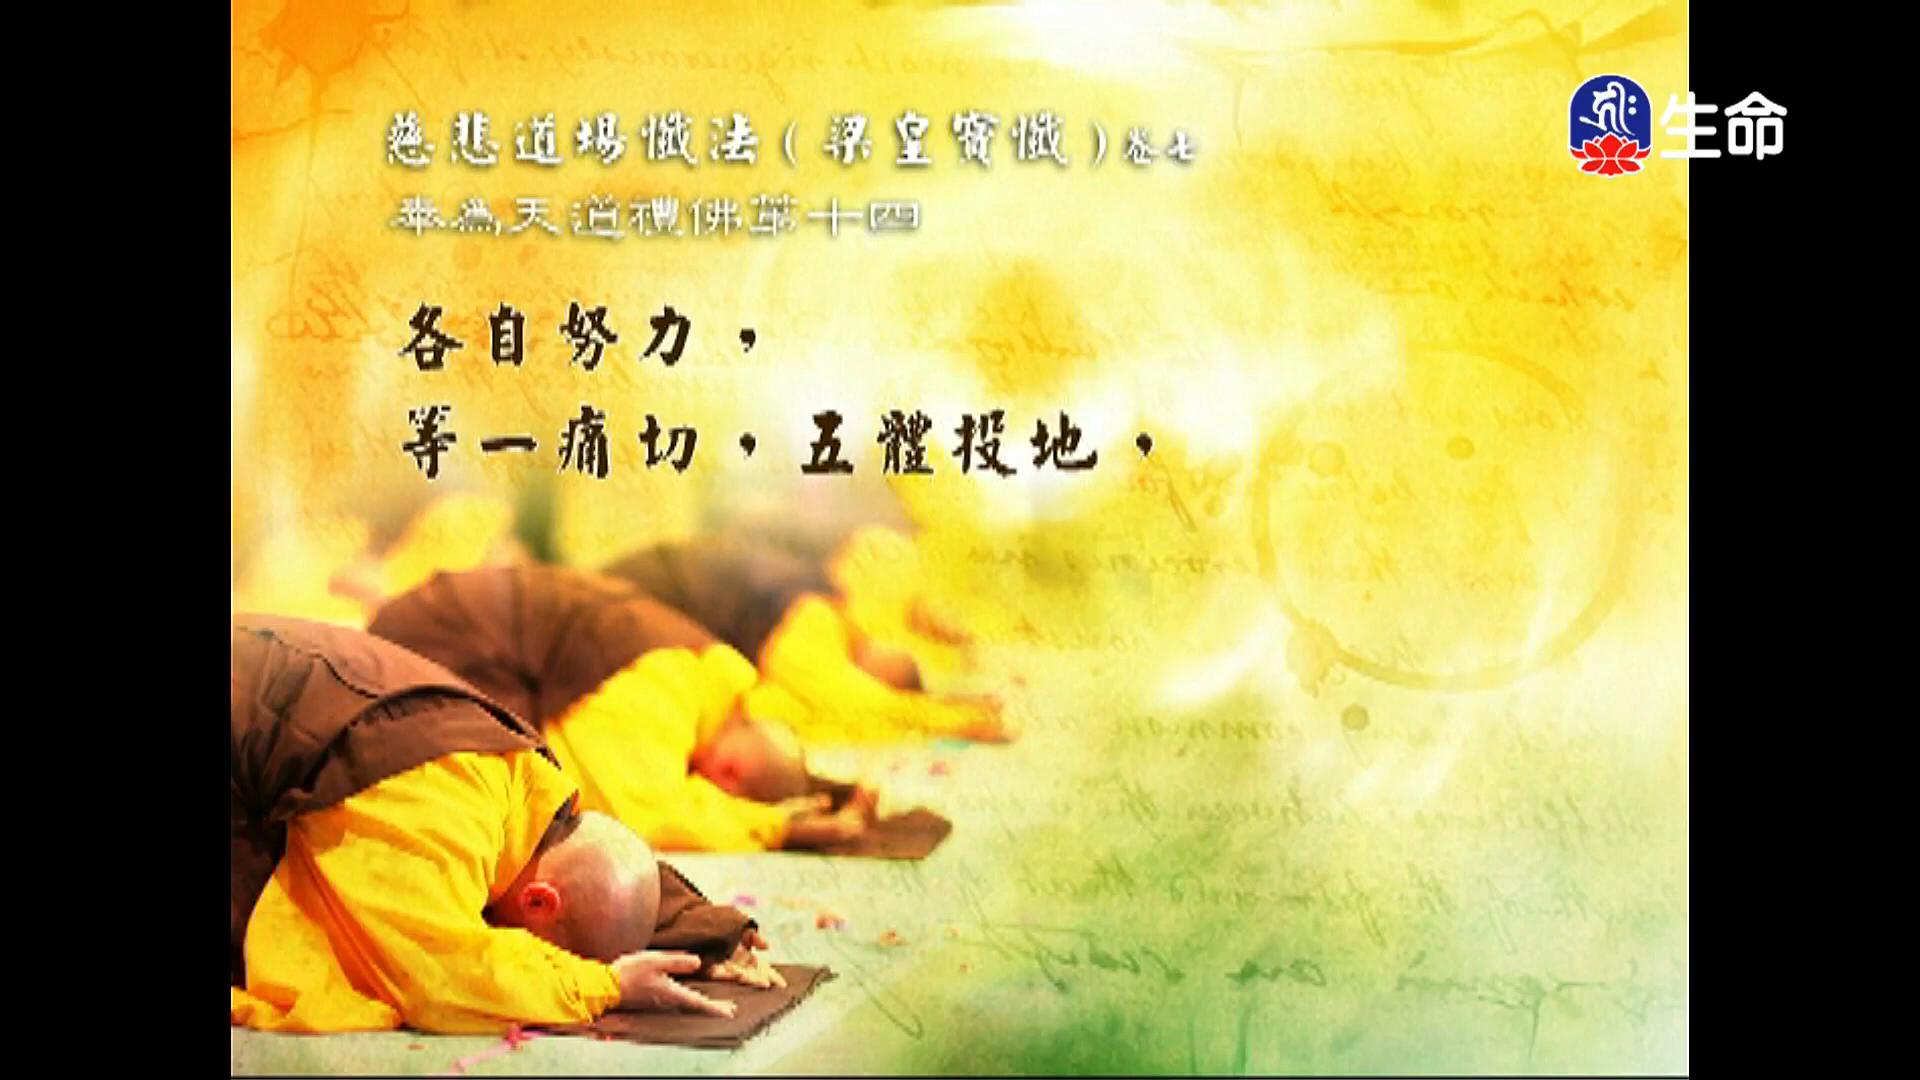 慈悲道場懺法(梁皇寶懺)卷七
奉為天道禮佛第十四
生命
各自努力，
等一痛切，五體投地，